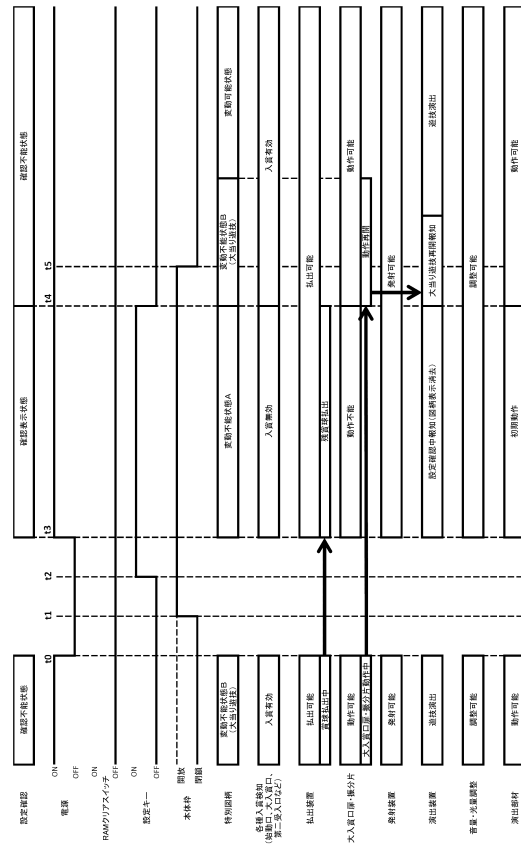 設定確認
確認不能状態
確認表示状態
確認不能状態
t0
t1
t2
t3
t4
t5
電源
ON
OFF
RAMクリアスイッチ
ON
OFF
設定キー
ON
OFF
本体枠
開放
閉鎖
特別図柄
変動不能状態B
(大当り遊技)
変動不能状態A
変動不能状態B
(大当り遊技)
変動可能状態
各種入賞検知
(始動口、大入賞口、
第二受入口など)
入賞有効
入賞無効
入賞有効
払出装置
払出可能
賞球払出中
払出可能
残賞球払出
大入賞口扉・振分片
動作可能
大入賞口扉・振分片動作中
動作不能
動作可能
動作再開
発射装置
発射可能
発射可能
演出装置
遊技演出
設定確認中報知(図柄表示消去)
大当り遊技再開報知
遊技演出
音量・光量調整
調整可能
調整可能
演出部材
動作可能
初期動作
動作可能